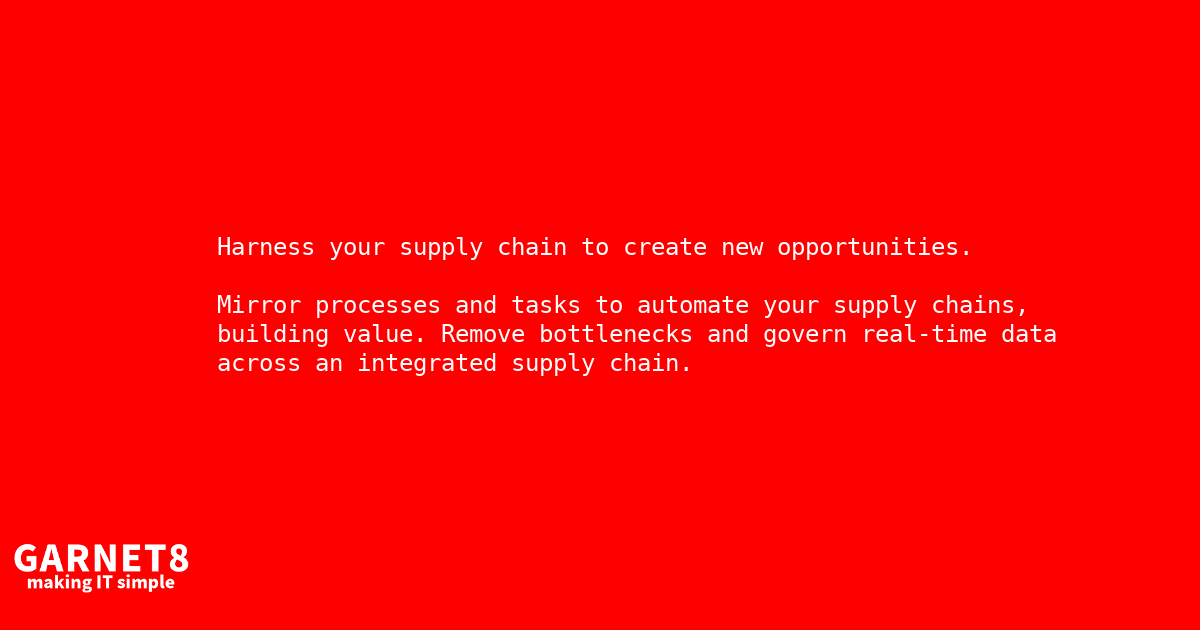 Harness your supply chain to create new opportunities.
Mirror processes and tasks to automate your supply chains,
building value. Remove bottlenecks and govern real-time data
across an integrated supply chain.
GARNET8
making IT simple